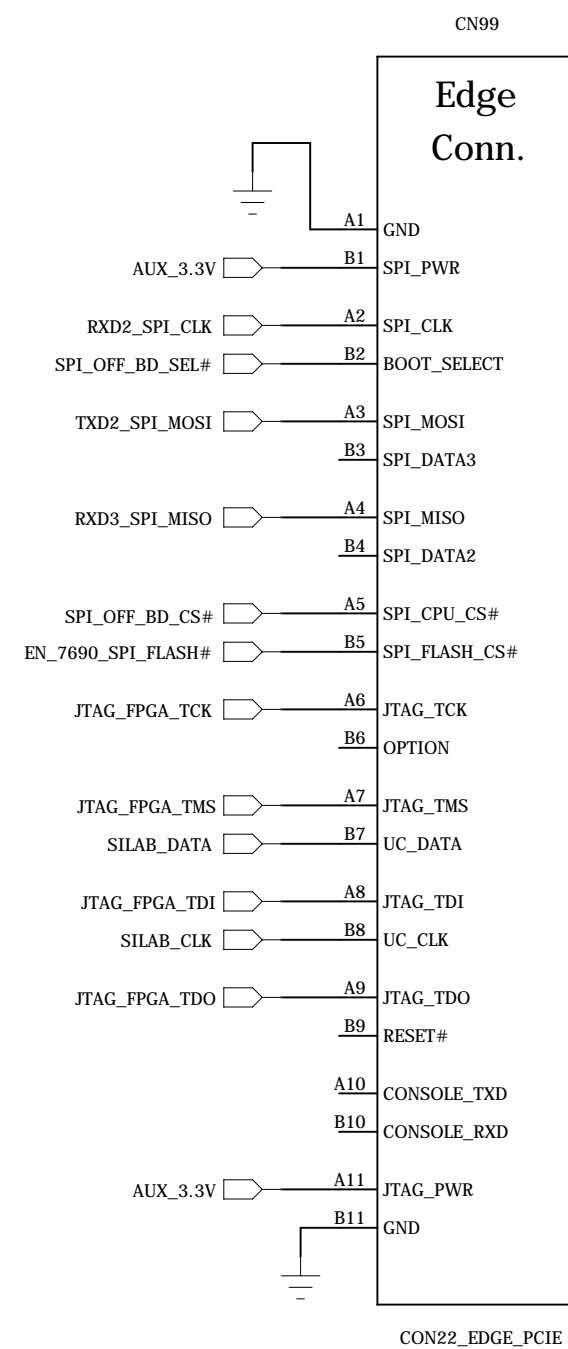 CN99
Edge
Conn.
A1 GND
AUX_3.3V B1 SPI_PWR
RXD2_SPI_CLK A2 SPI_CLK
SPI_OFF_BD_SEL# B2 BOOT_SELECT
TXD2_SPI_MOSI A3 SPI_MOSI
B3 SPI_DATA3
RXD3_SPI_MISO A4 SPI_MISO
B4 SPI_DATA2
SPI_OFF_BD_CS# A5 SPI_CPU_CS#
EN_7690_SPI_FLASH# B5 SPI_FLASH_CS#
JTAG_FPGA_TCK A6 JTAG_TCK
B6 OPTION
JTAG_FPGA_TMS A7 JTAG_TMS
SILAB_DATA B7 UC_DATA
JTAG_FPGA_TDI A8 JTAG_TDI
SILAB_CLK B8 UC_CLK
JTAG_FPGA_TDO A9 JTAG_TDO
B9 RESET#
A10 CONSOLE_TXD
B10 CONSOLE_RXD
AUX_3.3V A11 JTAG_PWR
B11 GND
CON22_EDGE_PCIE